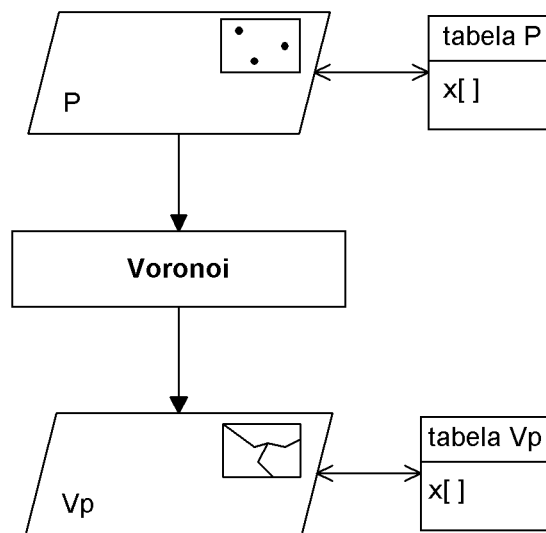 tabela P
x[ ]
P
Voronoi
tabela Vp
x[ ]
Vp